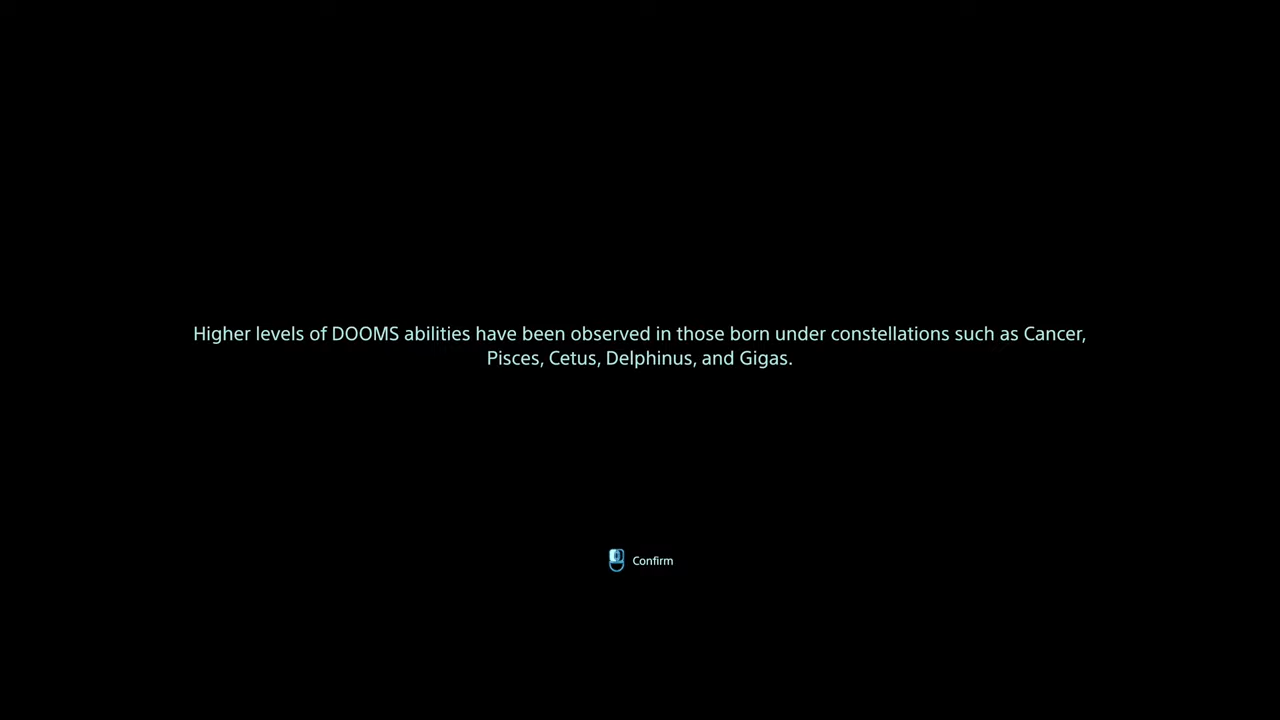 Higher levels of DOOMS abilities have been observed in those born under constellations such as Cancer,
Pisces, Cetus, Delphinus, and Gigas.
Confirm